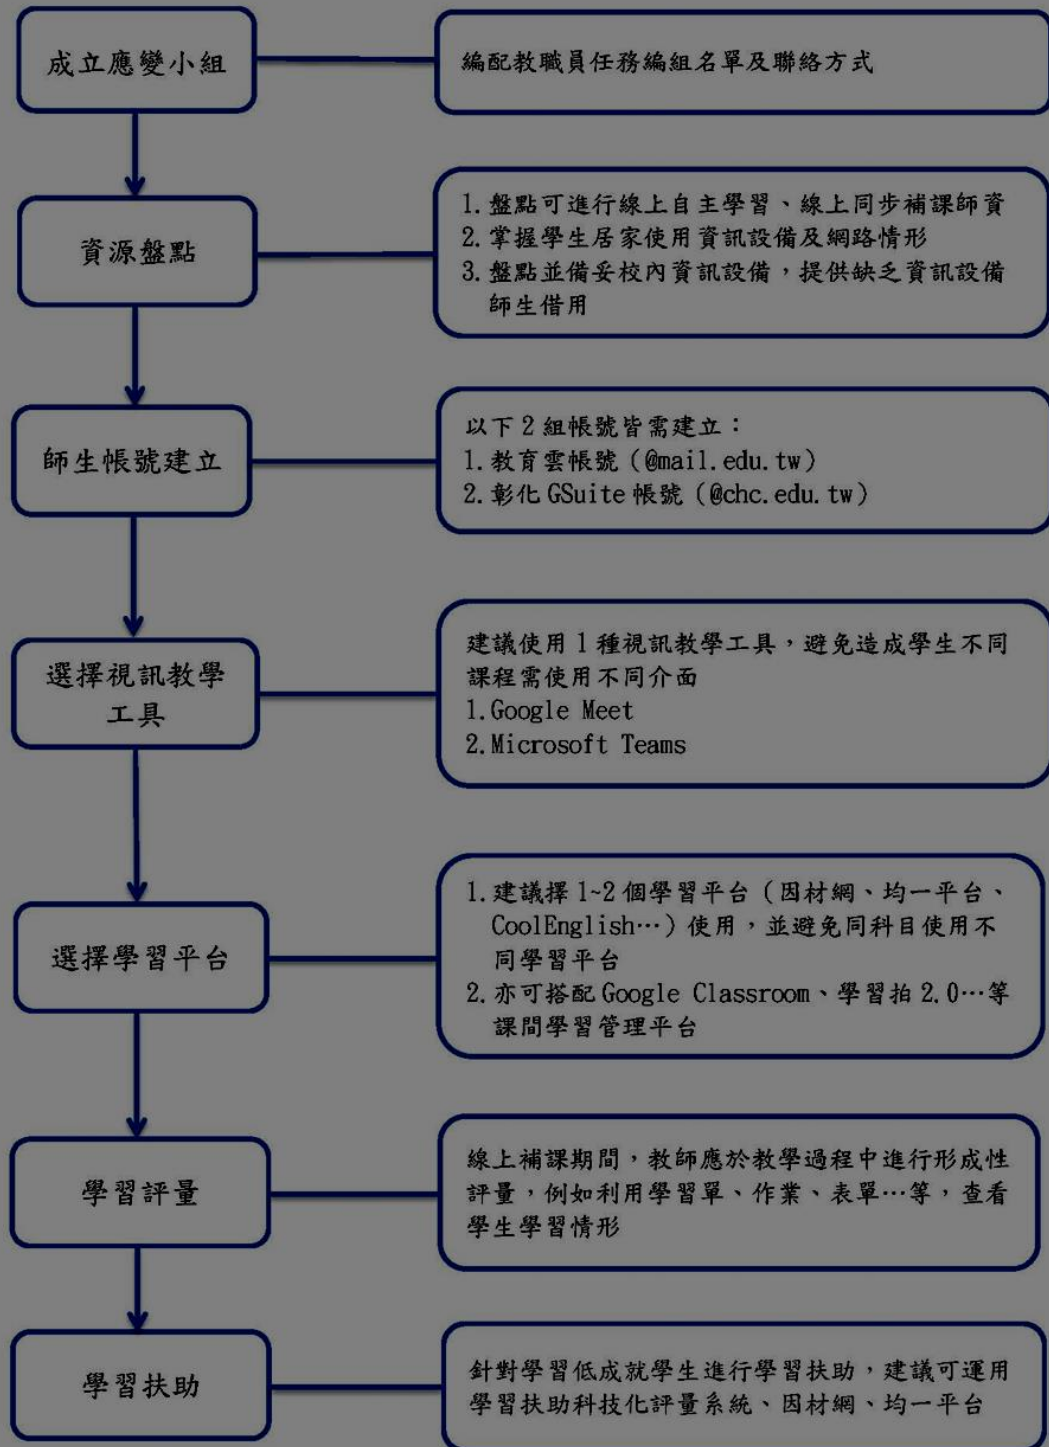 成立應變小組
編配教職員任務編組名單及聯絡方式
資源盤點
1. 盤點可進行線上自主學習、線上同步補課師資
2. 掌握學生居家使用資訊設備及網路情形
3. 盤點並備妥校內資訊設備，提供缺乏資訊設備
師生借用
師生帳號建立
以下 2 組帳號皆需建立：
1. 教育雲帳號（@mail.edu.tw）
2. 彰化 GSuite 帳號（@chc.edu.tw）
選擇視訊教學
工具
建議使用 1 種視訊教學工具，避免造成學生不同
課程需使用不同介面
1. Google Meet
2. Microsoft Teams
選擇學習平台
1. 建議擇 1~2 個學習平台（因材網、均一平台、
CoolEnglish…）使用，並避免同科目使用不
同學習平台
2. 亦可搭配 Google Classroom、學習拍 2.0…等
課間學習管理平台
學習評量
線上補課期間，教師應於教學過程中進行形成性
評量，例如利用學習單、作業、表單…等，查看
學生學習情形
學習扶助
針對學習低成就學生進行學習扶助，建議可運用
學習扶助科技化評量系統、因材網、均一平台